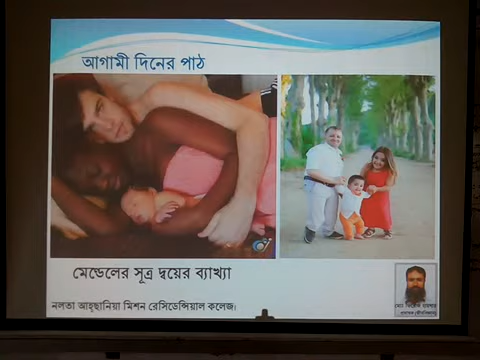 আগামী দিনের পাঠ
মেন্ডেলের সূত্র দ্বয়ের ব্যাখ্যা
নলতা আহ্ছানিয়া মিশন রেসিডেন্সিয়াল কলেজ।